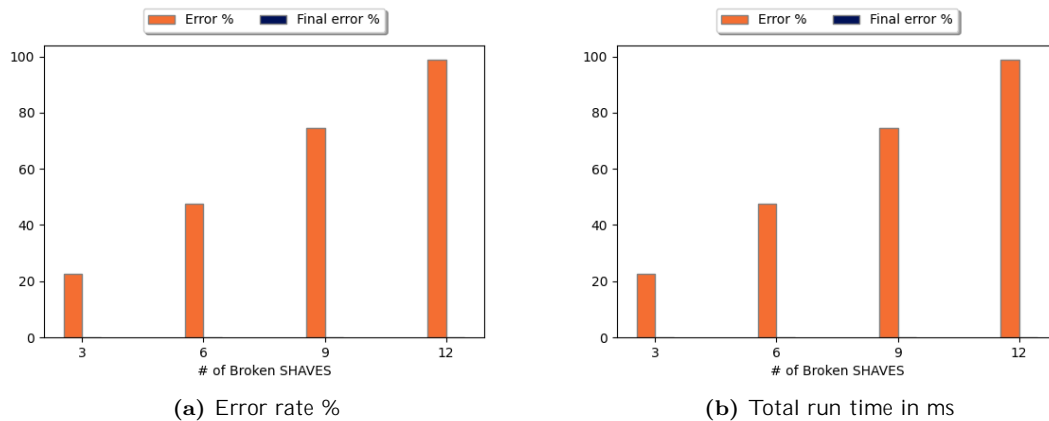 Error % Final error %
100
80
60
40
20
0
3 6 9 12
# of Broken SHAVES
(a) Error rate %
Error % Final error %
100
80
60
40
20
0
3 6 9 12
# of Broken SHAVES
(b) Total run time in ms